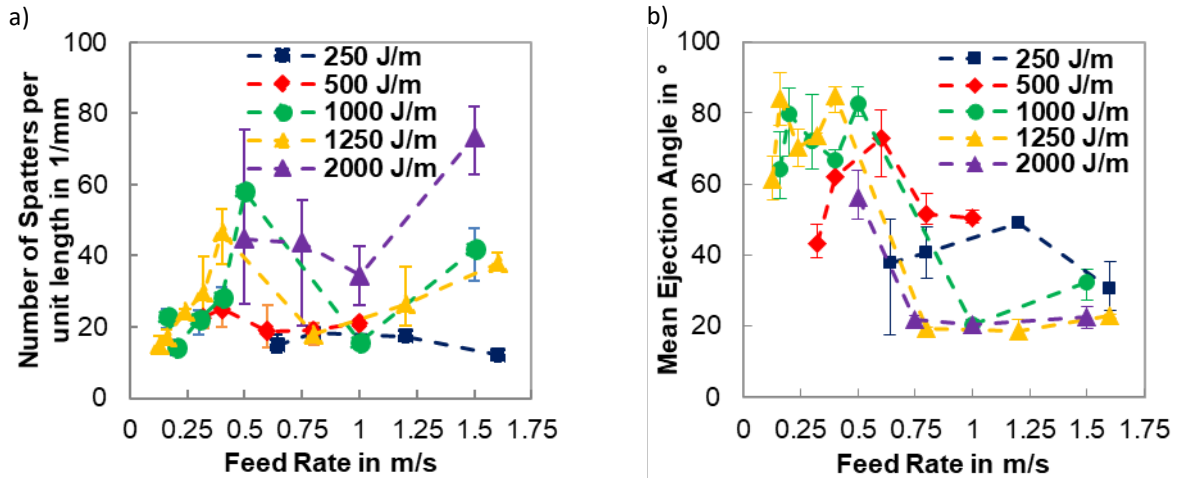 a)
Number of Spatters per
unit length in 1/mm
100
80
60
40
20
0
250 J/m
500 J/m
1000 J/m
1250 J/m
2000 J/m
0 0.25 0.5 0.75 1 1.25 1.5 1.75
Feed Rate in m/s
b)
Mean Ejection Angle in °
100
80
60
40
20
0
250 J/m
500 J/m
1000 J/m
1250 J/m
2000 J/m
0 0.25 0.5 0.75 1 1.25 1.5 1.75
Feed Rate in m/s